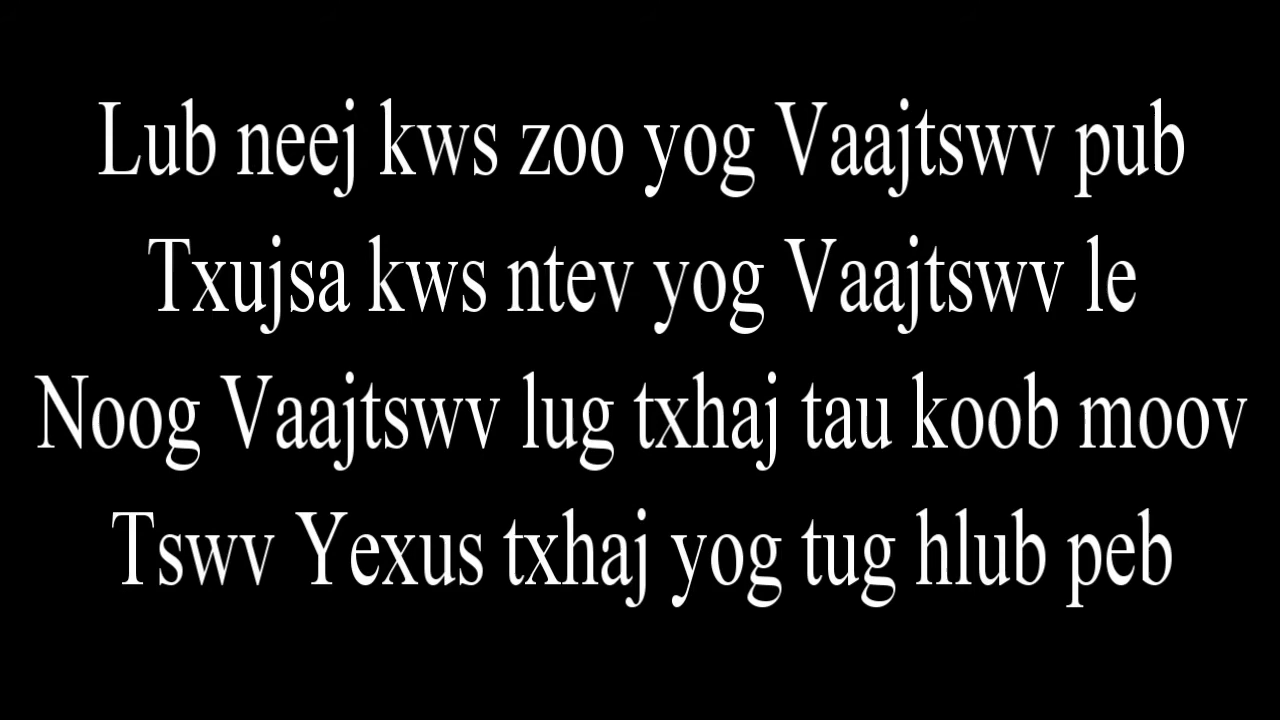 Lub neej kws zoo yog Vaajtswv pub
Txujsa kws ntev yog Vaajtswv le
Noog Vaajtswv lug txhaj tau koob moov
Tswv Yexus txhaj yog tug hlub peb